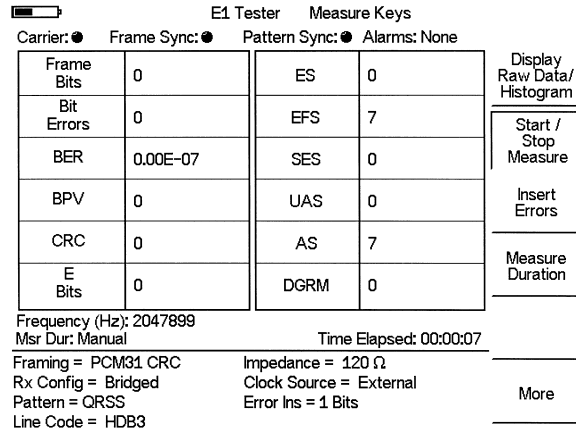 E1 Tester Measure Keys
Carrier: Frame Sync: Pattern Sync: Alarms: None
Frame
Bits
0
ES
0
Bit
Errors
0
EFS
7
BER
0.00E-07
SES
0
BPV
0
UAS
0
CRC
0
AS
7
E
Bits
0
DGRM
0
Frequency (Hz): 2047899
Msr Dur: Manual
Time Elapsed: 00:00:07
Framing = PCM31 CRC
Impedance = 120 Ω
Rx Config = Bridged
Clock Source = External
Pattern = QRSS
Error Ins = 1 Bits
Line Code = HDB3
Display
Raw Data/
Histogram
Start /
Stop
Measure
Insert
Errors
Measure
Duration
More